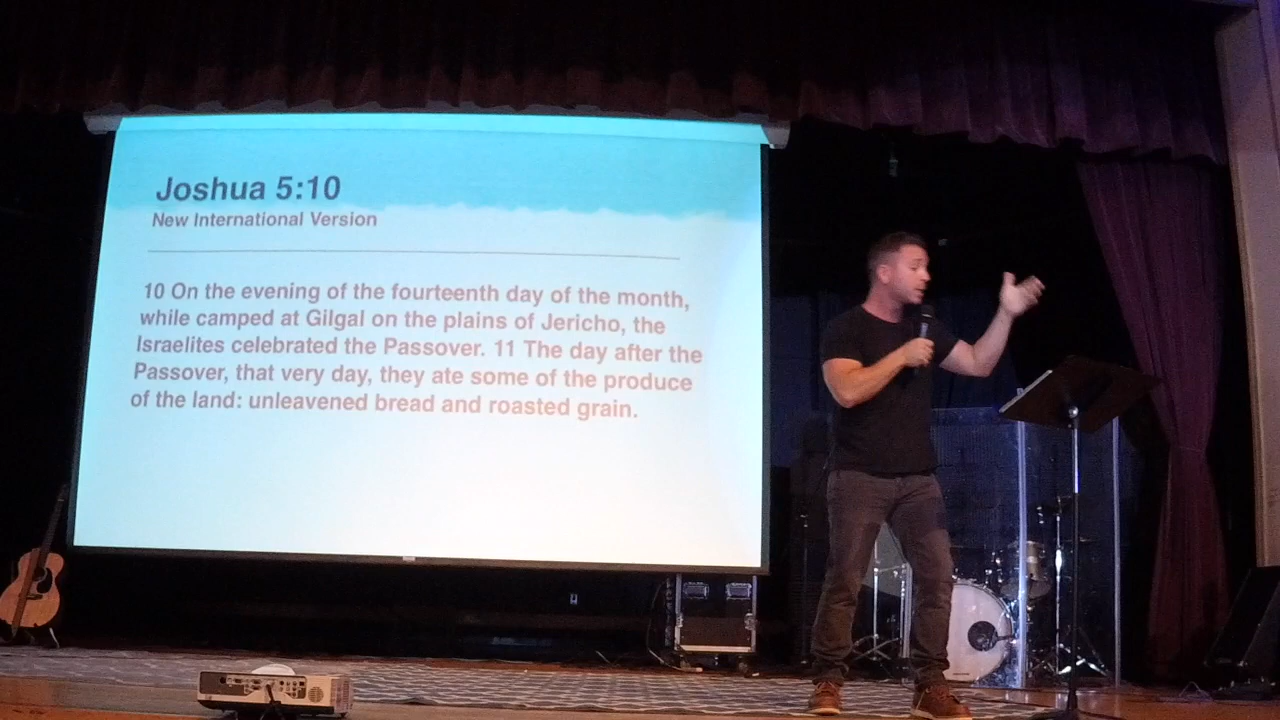 Joshua 5:10
New International Version
10 On the evening of the fourteenth day of the month,
while camped at Gilgal on the plains of Jericho, the
Israelites celebrated the Passover. 11 The day after the
Passover, that very day, they ate some of the produce
of the land: unleavened bread and roasted grain.